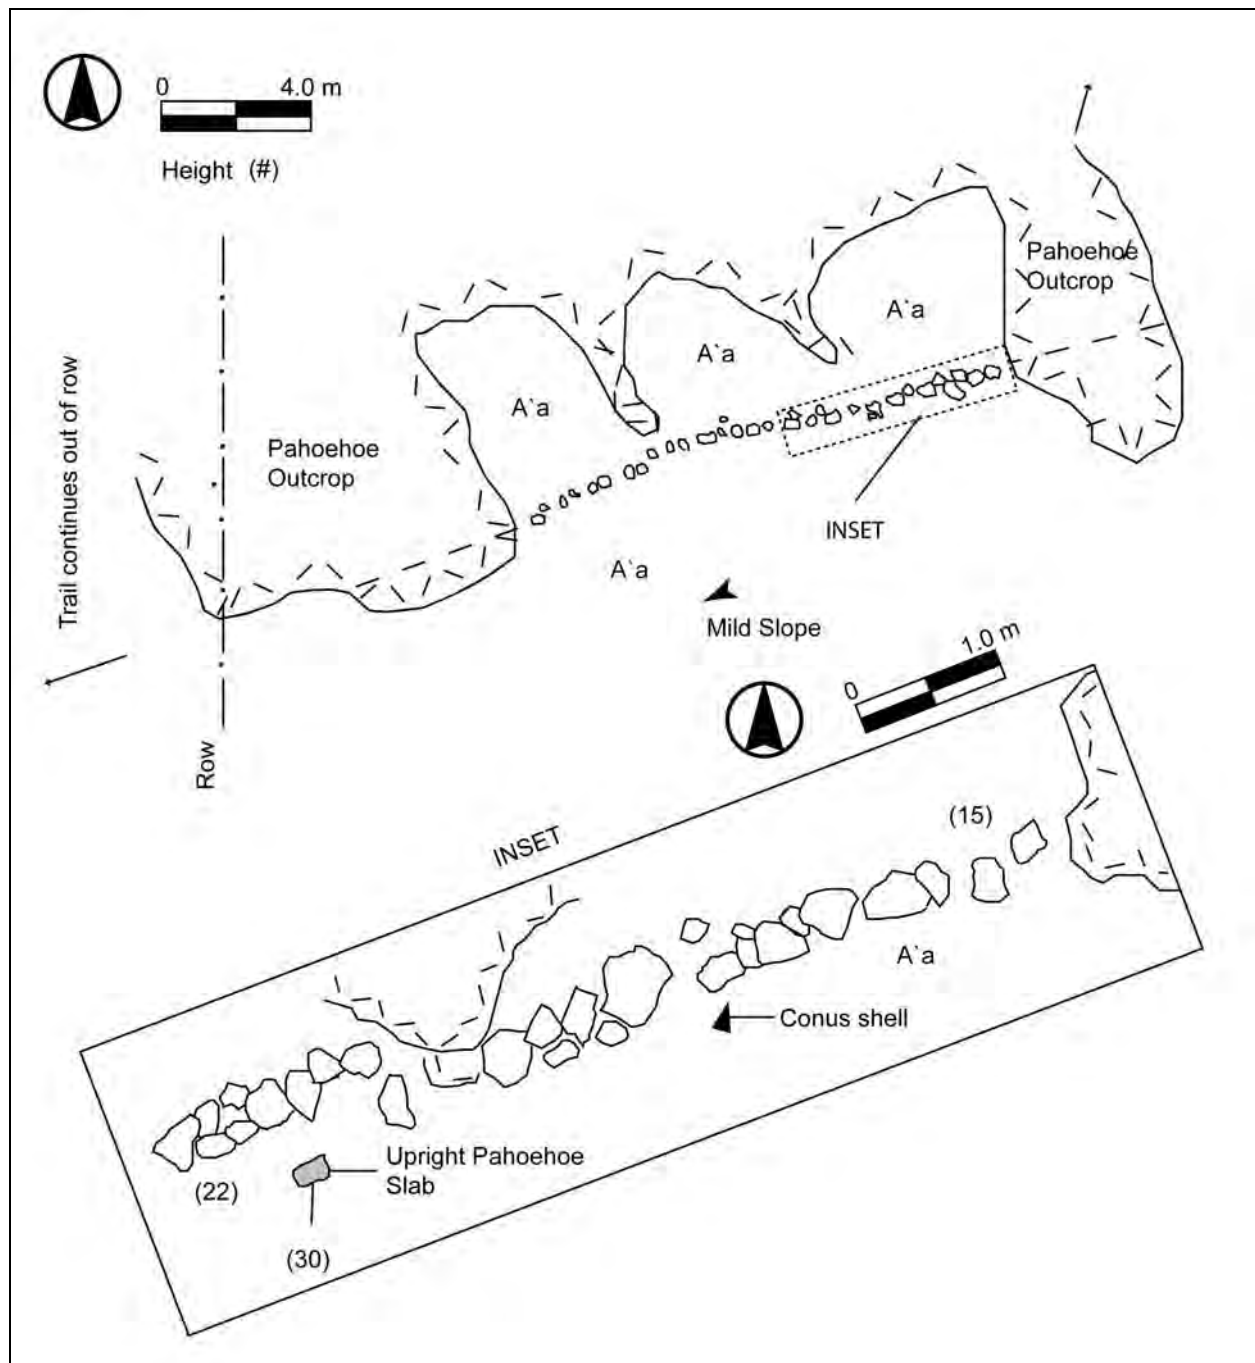 0 4.0 m
Height (#)
Pahoehoe
Outcrop
A`a
A`a
A`a
Pahoehoe
Outcrop
Trail continues out of row
INSET
A`a
Mild Slope
Row
0 1.0 m
INSET
(15)
A`a
Conus shell
Upright Pahoehoe
Slab
(22)
(30)